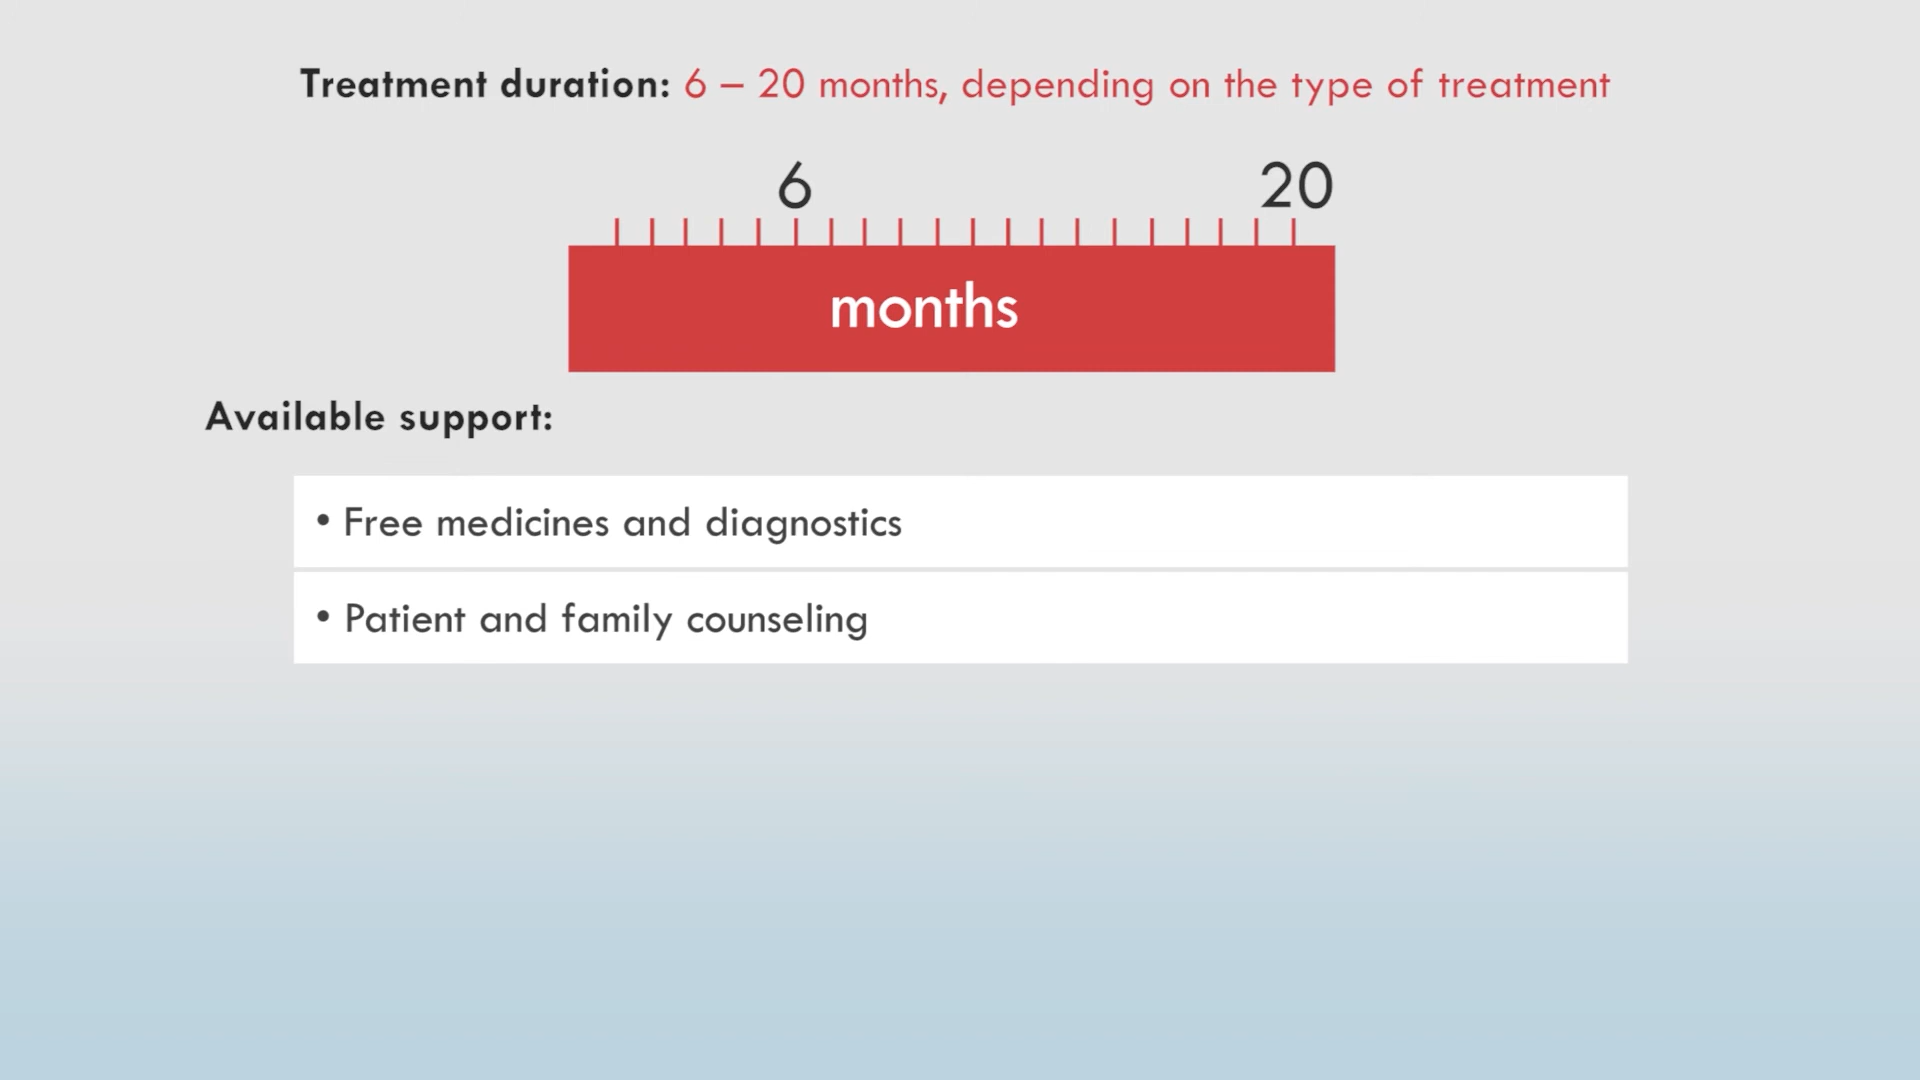 Treatment duration: 6 – 20 months, depending on the type of treatment
6 20
months
Available support:
• Free medicines and diagnostics
• Patient and family counseling